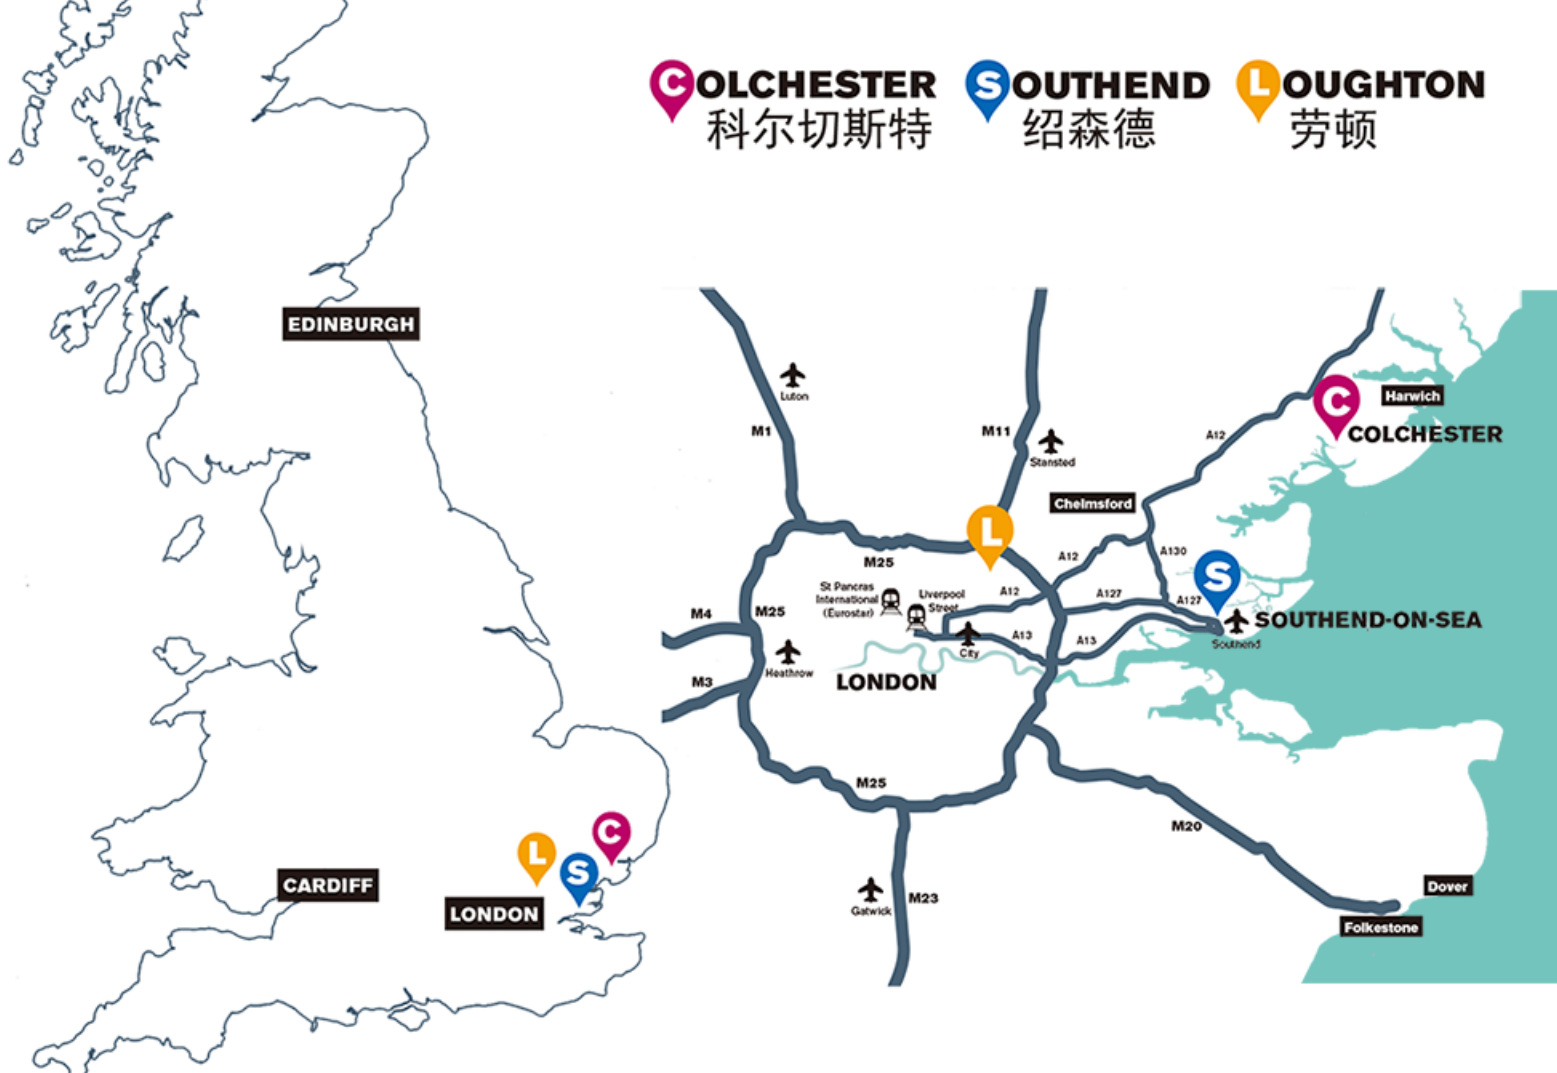 COLCHESTER
科尔切斯特
SOUTHEND
绍森德
LOUGHTON
劳顿
EDINBURGH
CARDIFF
LONDON
L
S
C
Luton
M1
M11
Stansted
A12
C
Harwich
COLCHESTER
Chelmsford
L
M25
A12
A130
S
St Pancras
International
(Eurostar)
Liverpool
Street
A12
A127
A127
M4
M25
Heathrow
City
A13
A13
SOUTHEND-ON-SEA
Southend
M3
LONDON
M25
M20
Gatwick
M23
Dover
Folkestone